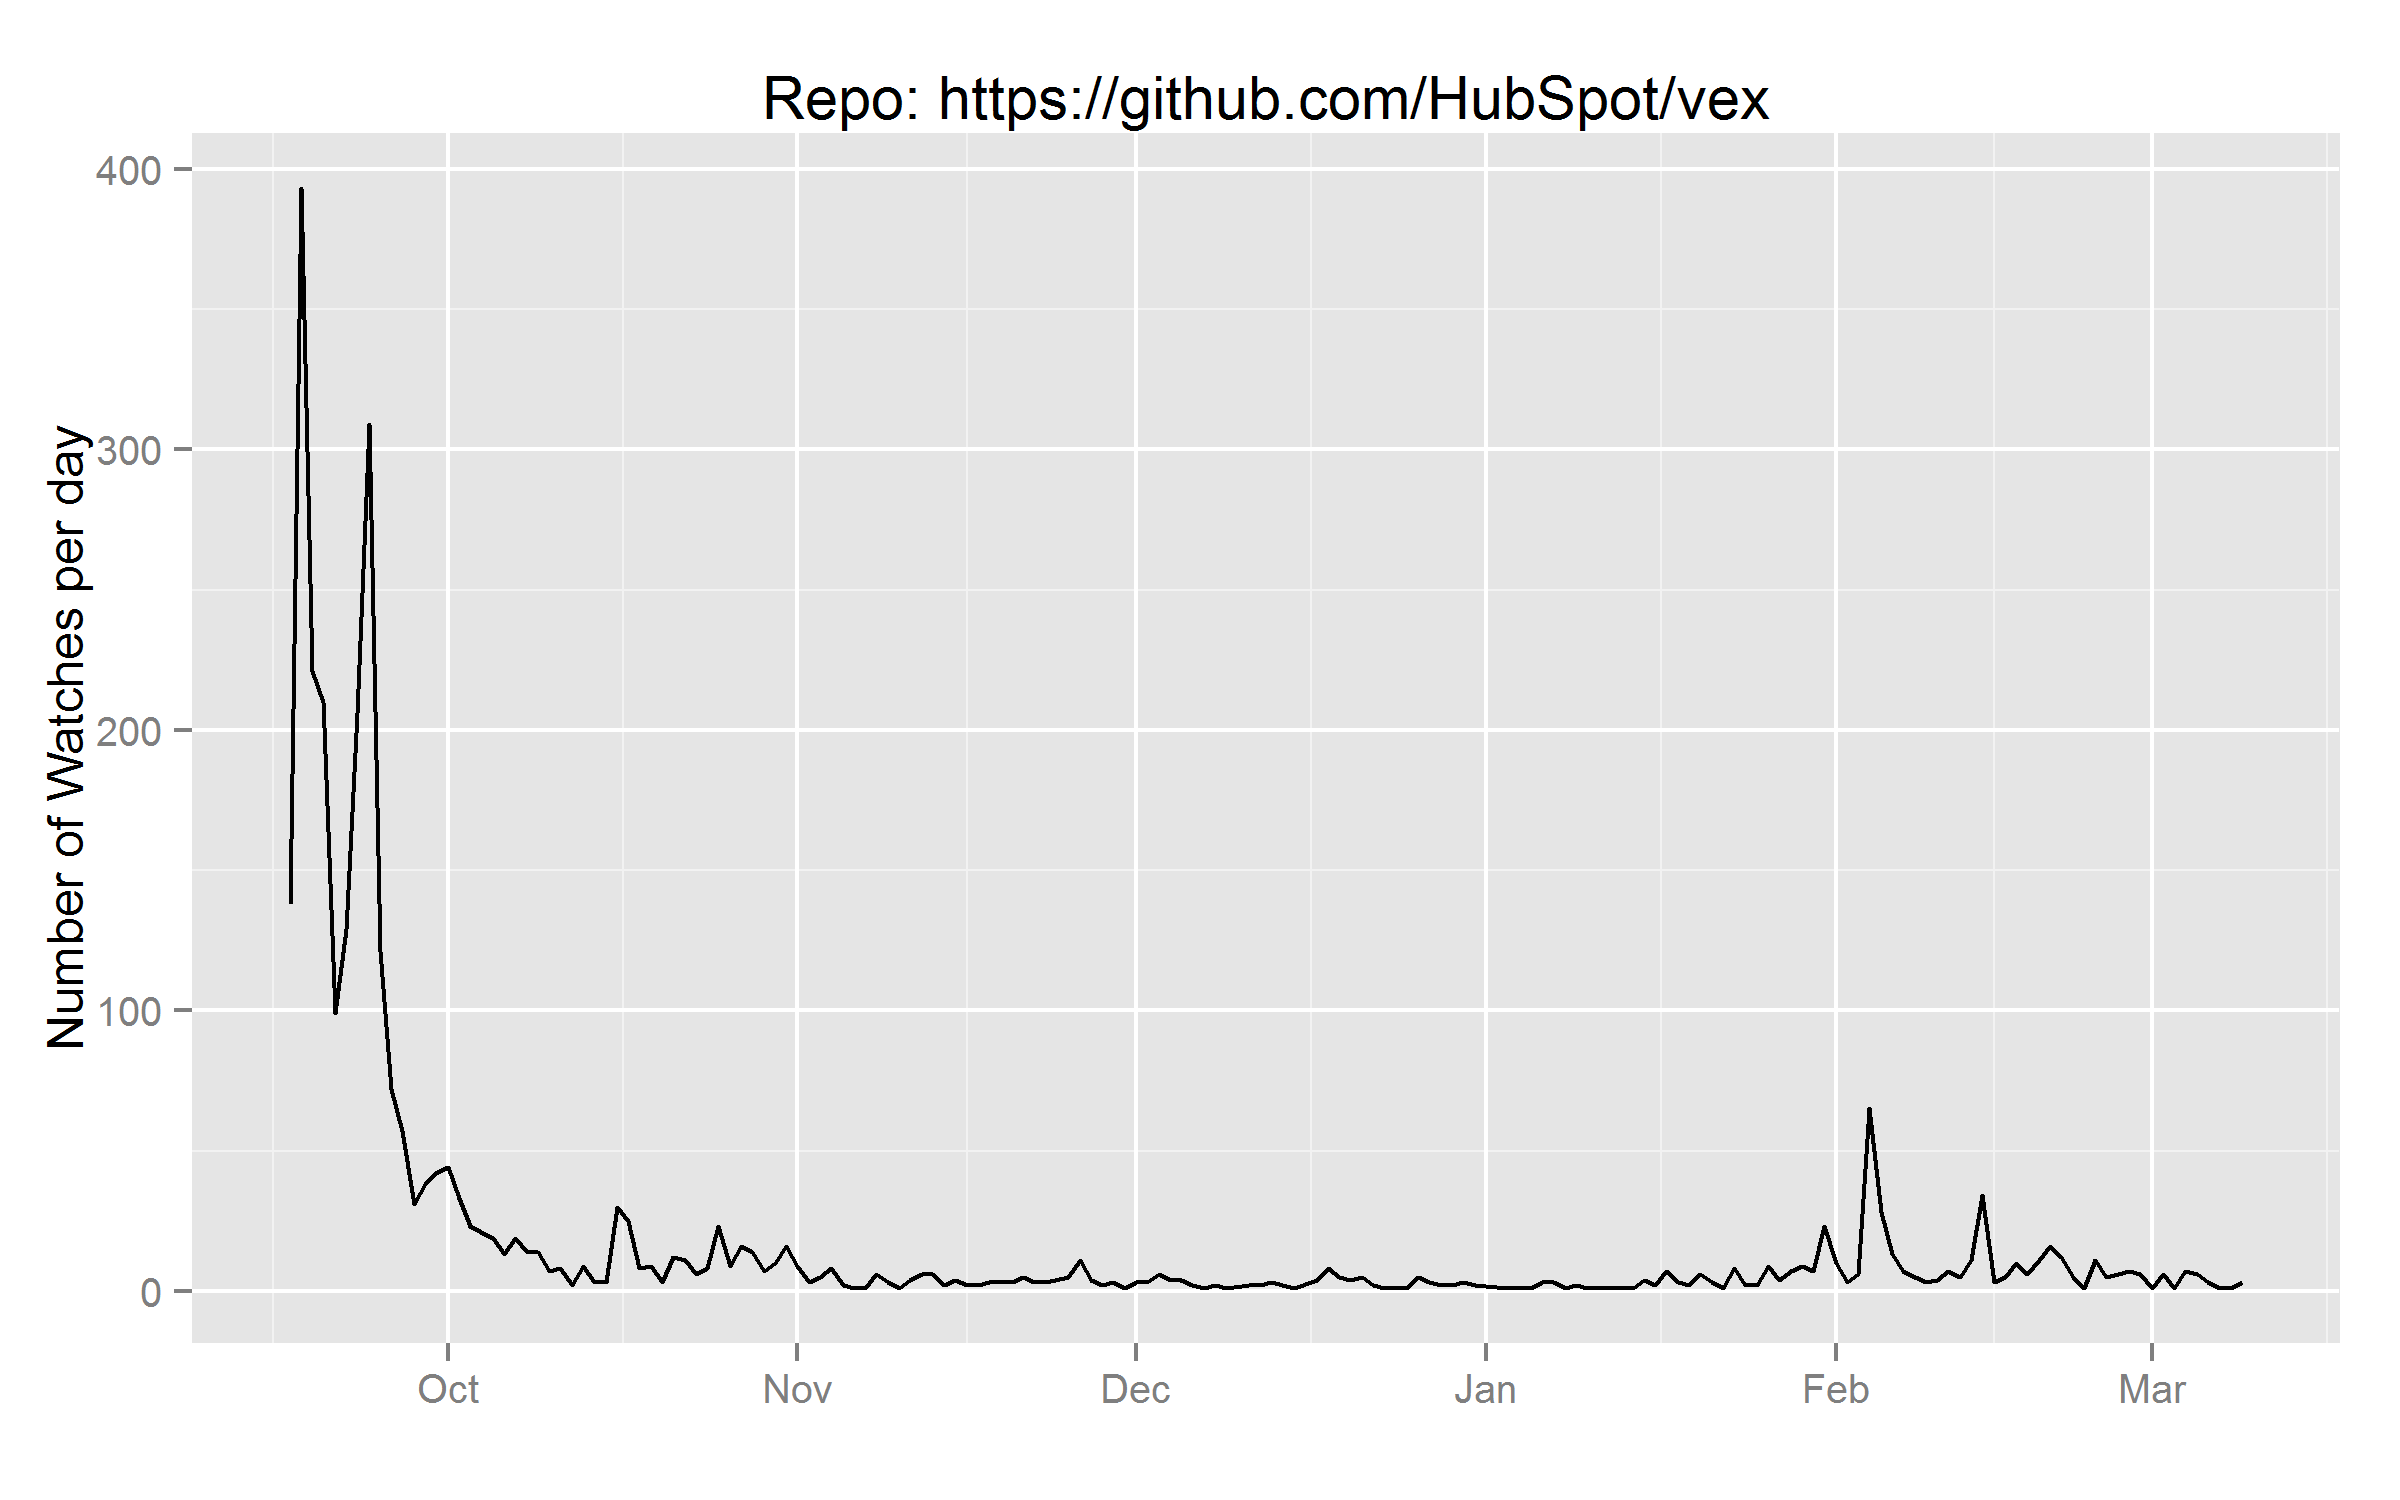 Repo: https://github.com/HubSpot/vex
Number of Watches per day
400
300
200
100
0
Oct Nov Dec Jan Feb Mar